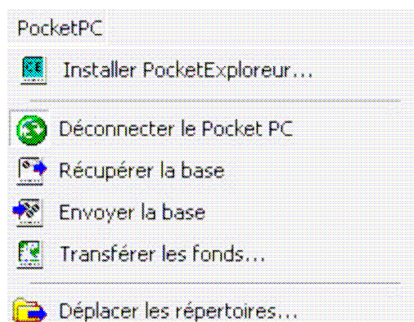 PocketPC
Installer PocketExploreur...
Déconnecter le Pocket PC
Récupérer la base
Envoyer la base
Transférer les fonds...
Déplacer les répertoires...